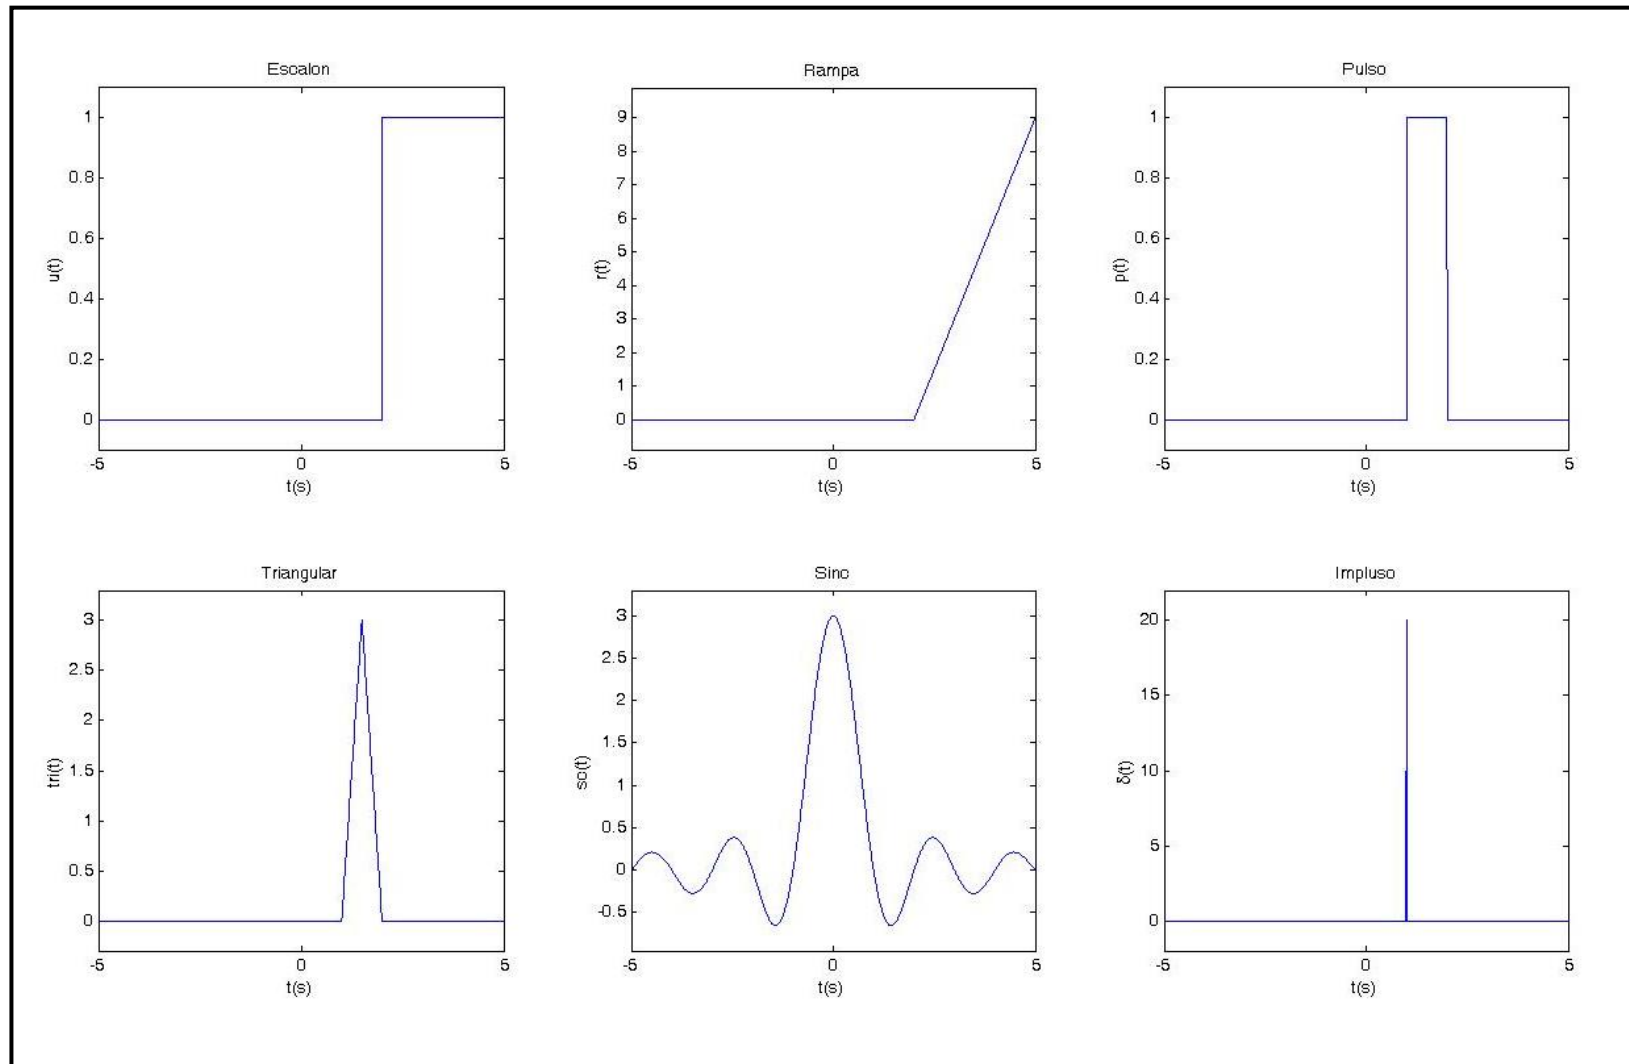 Escalon
1
0.8
0.6
0.4
0.2
0
u(t)
-5 0 5
t(s)
Rampa
9
8
7
6
5
4
3
2
1
0
r(t)
-5 0 5
t(s)
Pulso
1
0.8
0.6
0.4
0.2
0
p(t)
-5 0 5
t(s)
Triangular
3
2.5
2
1.5
1
0.5
0
tri(t)
-5 0 5
t(s)
Sinc
3
2.5
2
1.5
1
0.5
0
-0.5
sc(t)
-5 0 5
t(s)
Impluso
20
15
10
5
0
δ(t)
-5 0 5
t(s)